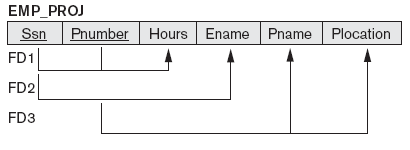 EMP_PROJ
Ssn Pnumber Hours Ename Pname Plocation
FD1
FD2
FD3